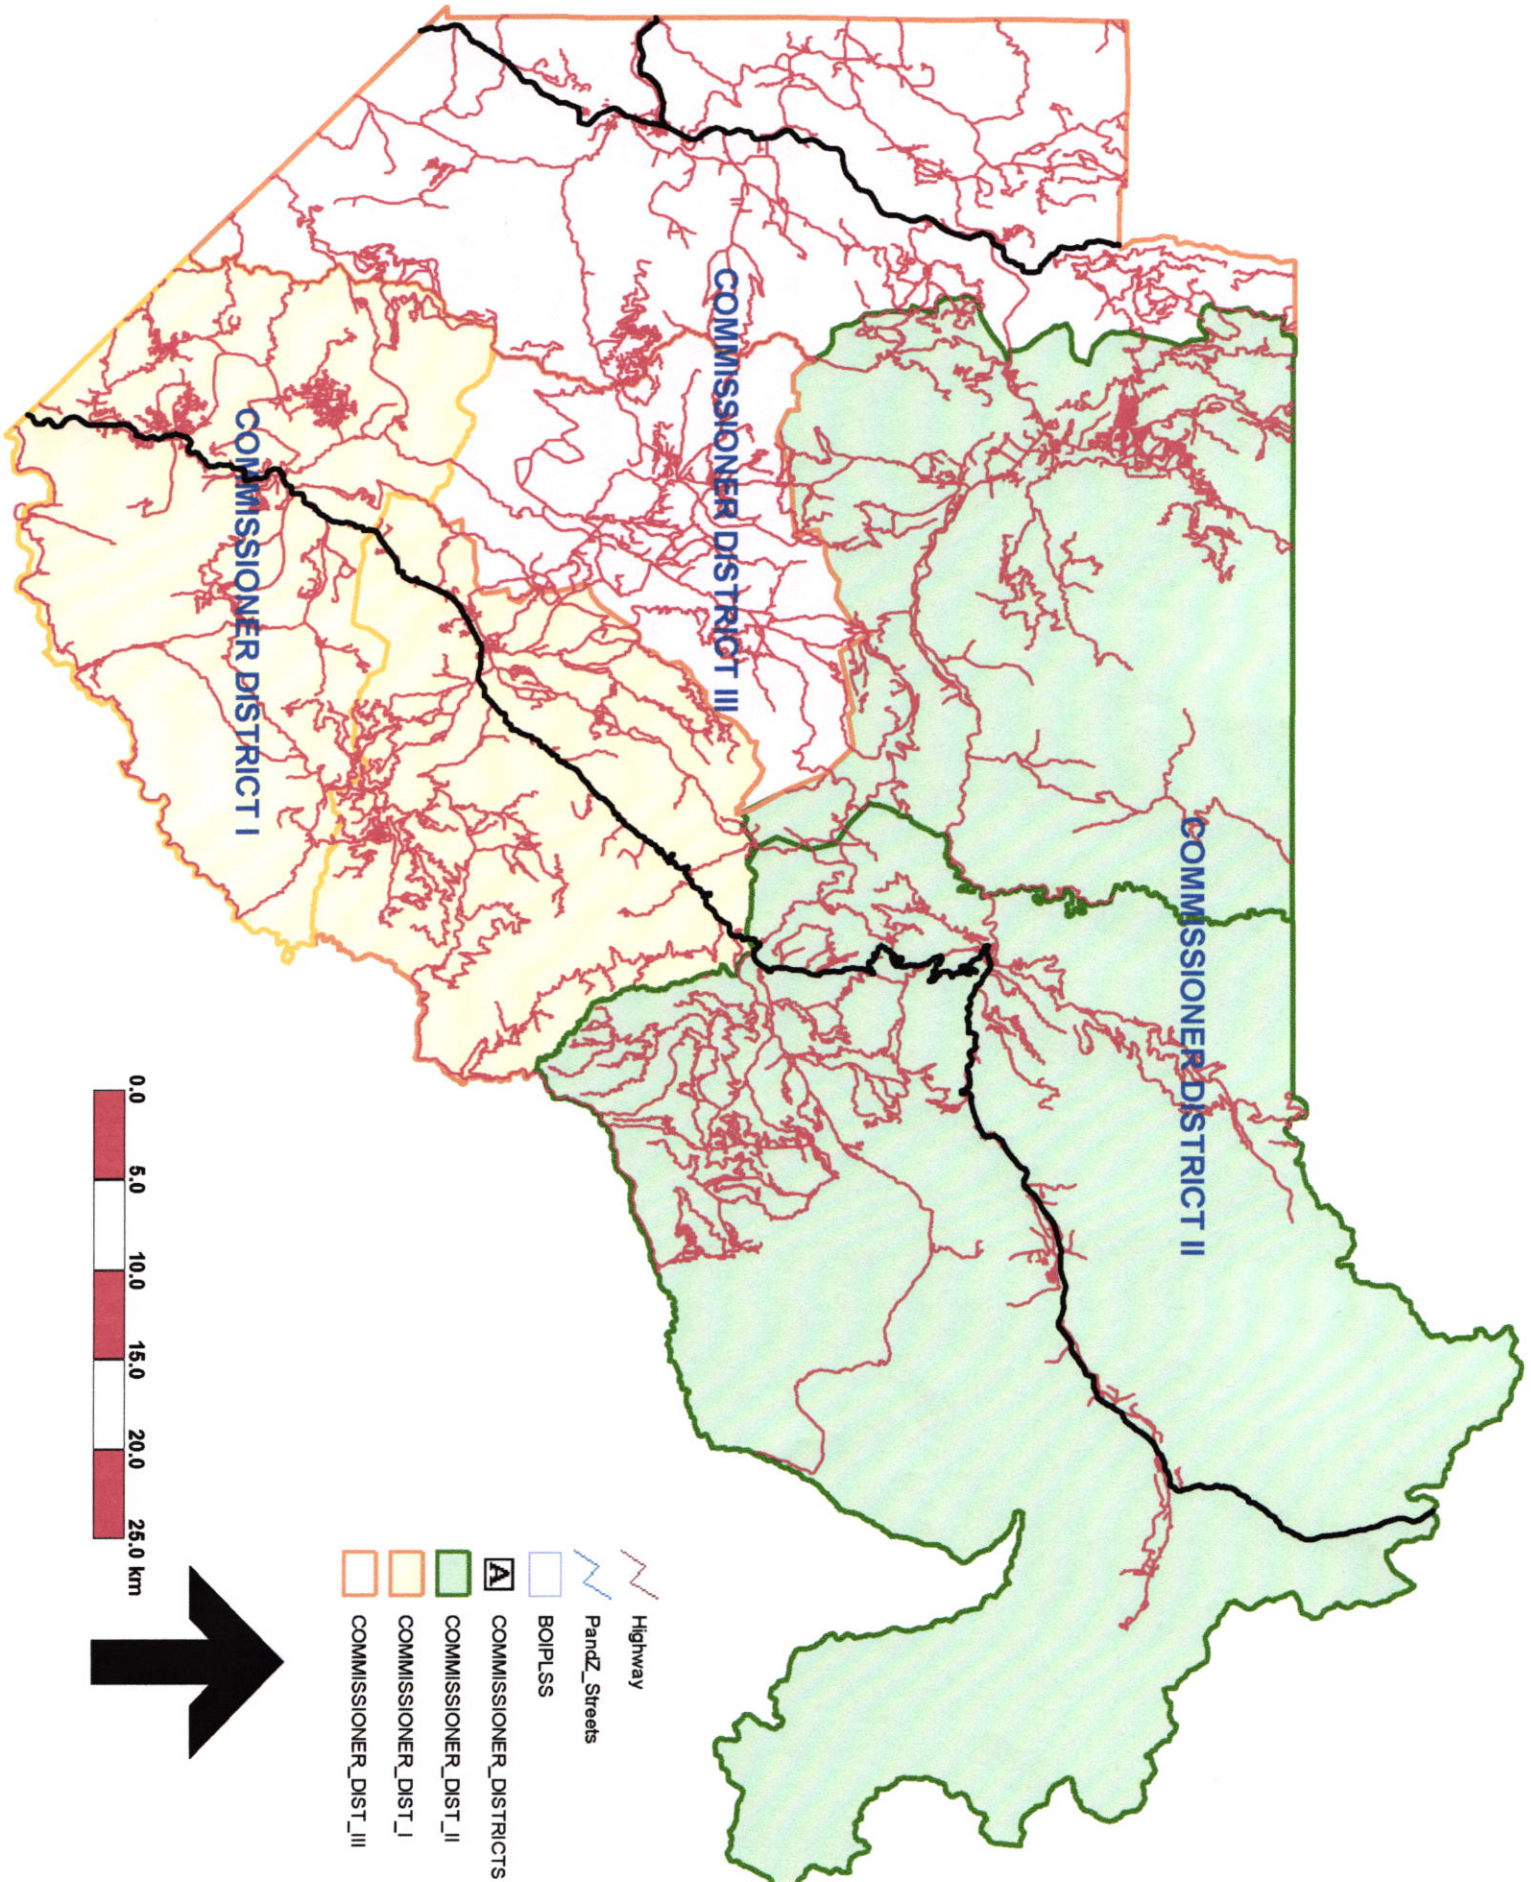 COMMISSIONER DISTRICT II
COMMISSIONER DISTRICT III
COMMISSIONER DISTRICT I
Highway
PandZ_Streets
BOIPLSS
A
COMMISSIONER_DISTRICTS
COMMISSIONER_DIST_II
COMMISSIONER_DIST_I
COMMISSIONER_DIST_III
0.0 5.0 10.0 15.0 20.0 25.0 km